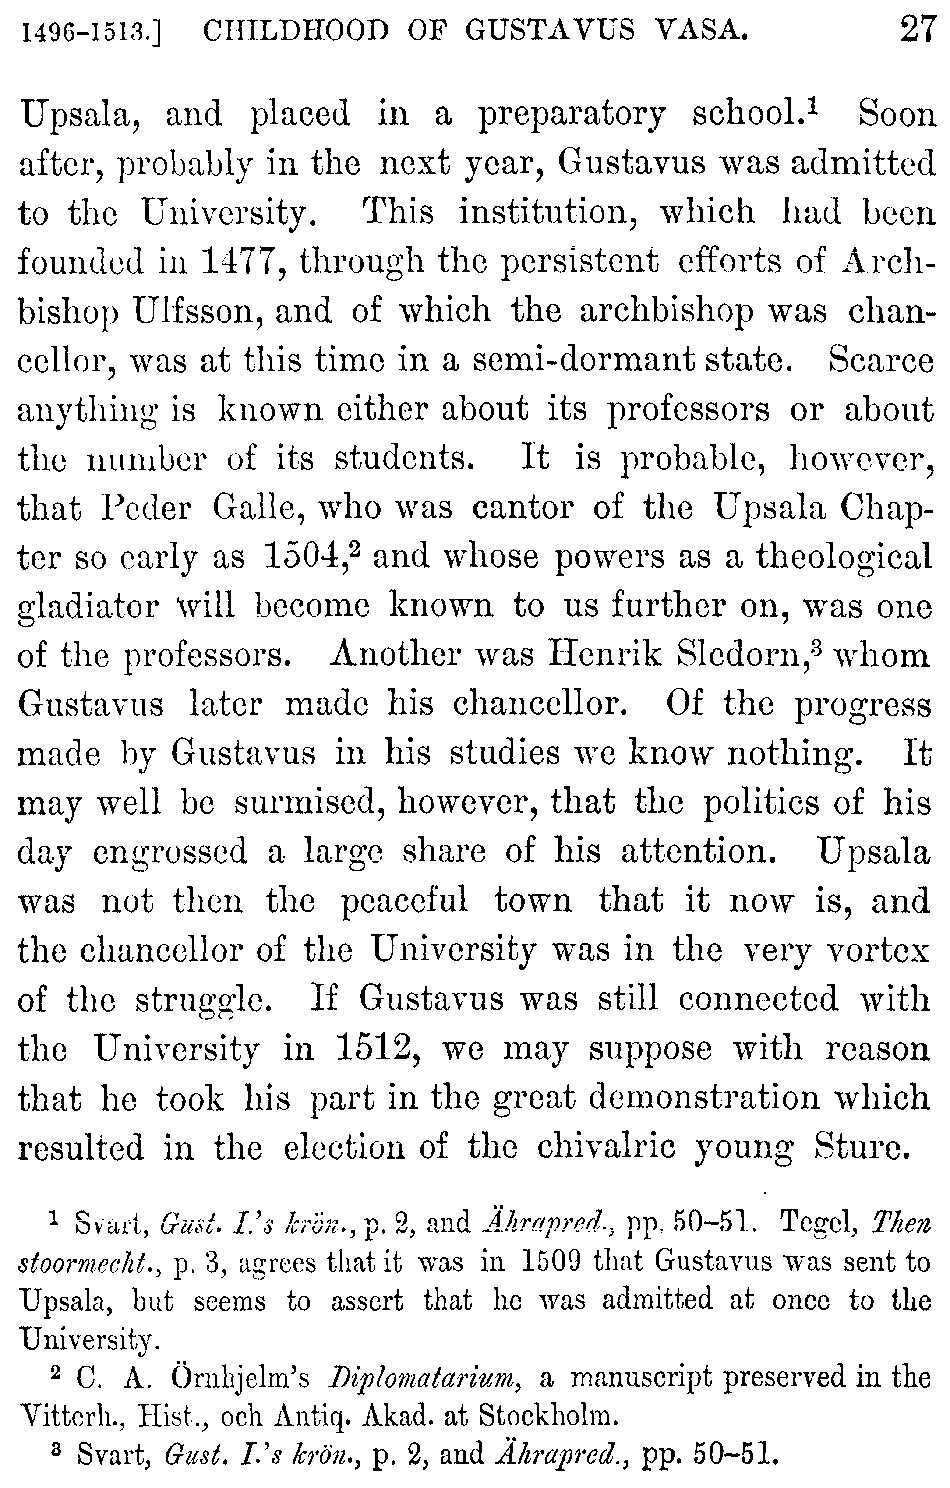 1496-1513.] CHILDHOOD OF GUSTAVUS VASA. 27
Upsala, and placed in a preparatory school.¹ Soon
after, probably in the next year, Gustavus was admitted
to the University. This institution, which had been
founded in 1477, through the persistent efforts of Arch-
bishop Ulfsson, and of which the archbishop was chan-
cellor, was at this time in a semi-dormant state. Scarce
anything is known either about its professors or about
the number of its students. It is probable, however,
that Peder Galle, who was cantor of the Upsala Chap-
ter so early as 1504,² and whose powers as a theological
gladiator will become known to us further on, was one
of the professors. Another was Henrik Sledorn,³ whom
Gustavus later made his chancellor. Of the progress
made by Gustavus in his studies we know nothing. It
may well be surmised, however, that the politics of his
day engrossed a large share of his attention. Upsala
was not then the peaceful town that it now is, and
the chancellor of the University was in the very vortex
of the struggle. If Gustavus was still connected with
the University in 1512, we may suppose with reason
that he took his part in the great demonstration which
resulted in the election of the chivalric young Sture.
¹ Svart, Gust. I.'s krön., p. 2, and Ährapred., pp. 50-51. Tegel, Then
stoormecht., p. 3, agrees that it was in 1509 that Gustavus was sent to
Upsala, but seems to assert that he was admitted at once to the
University.
² C. A. Örnhjelm's Diplomatarium, a manuscript preserved in the
Vitterh., Hist., och Antiq. Akad. at Stockholm.
³ Svart, Gust. I.'s krön., p. 2, and Ährapred., pp. 50-51.